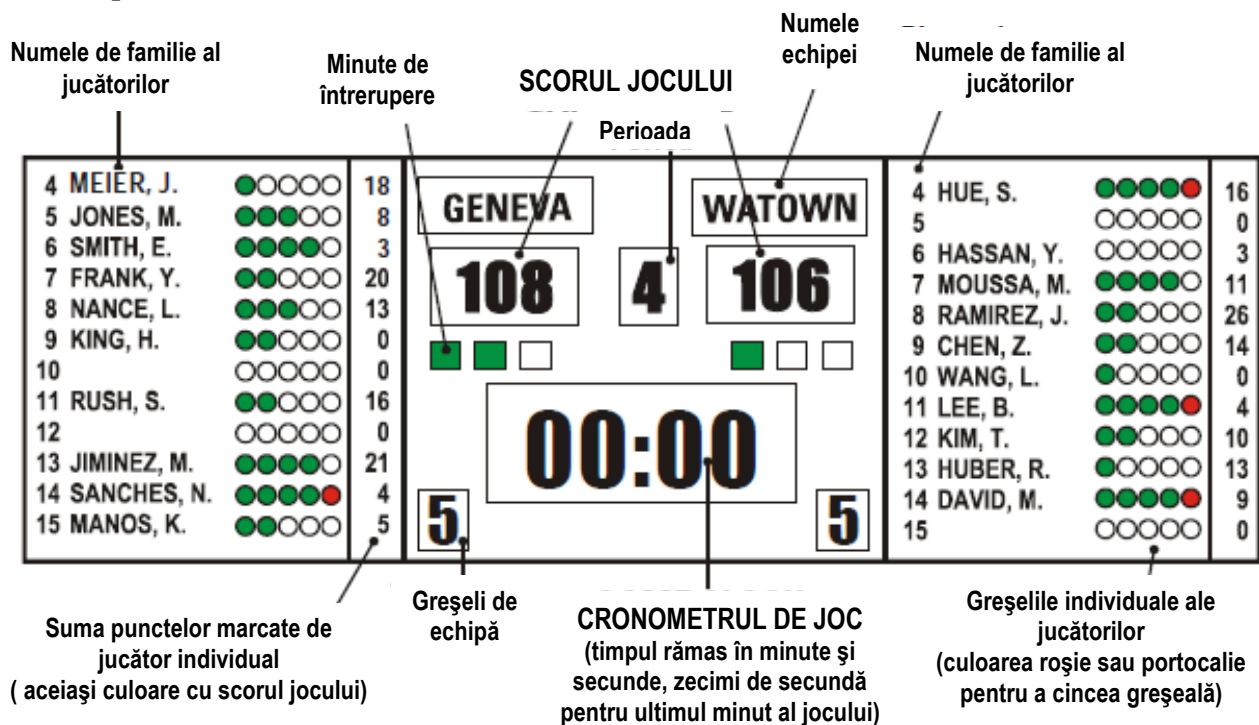 Numele de familie al
jucătorilor
Minute de
întrerupere
SCORUL JOCULUI
Perioada
Numele
echipei
Numele de familie al
jucătorilor
4 MEIER, J. 18
5 JONES, M. 8
6 SMITH, E. 3
7 FRANK, Y. 20
8 NANCE, L. 13
9 KING, H. 0
10 0
11 RUSH, S. 16
12 0
13 JIMINEZ, M. 21
14 SANCHES, N. 4
15 MANOS, K. 5
GENEVA
WATOWN
108
4
106
00:00
5
5
4 HUE, S. 16
5 0
6 HASSAN, Y. 3
7 MOUSSA, M. 11
8 RAMIREZ, J. 26
9 CHEN, Z. 14
10 WANG, L. 0
11 LEE, B. 4
12 KIM, T. 10
13 HUBER, R. 13
14 DAVID, M. 9
15 0
Suma punctelor marcate de
jucător individual
( aceiaşi culoare cu scorul jocului)
Greşeli de
echipă
CRONOMETRUL DE JOC
(timpul rămas în minute şi
secunde, zecimi de secundă
pentru ultimul minut al jocului)
Greşelile individuale ale
jucătorilor
(culoarea roşie sau portocalie
pentru a cincea greşeală)